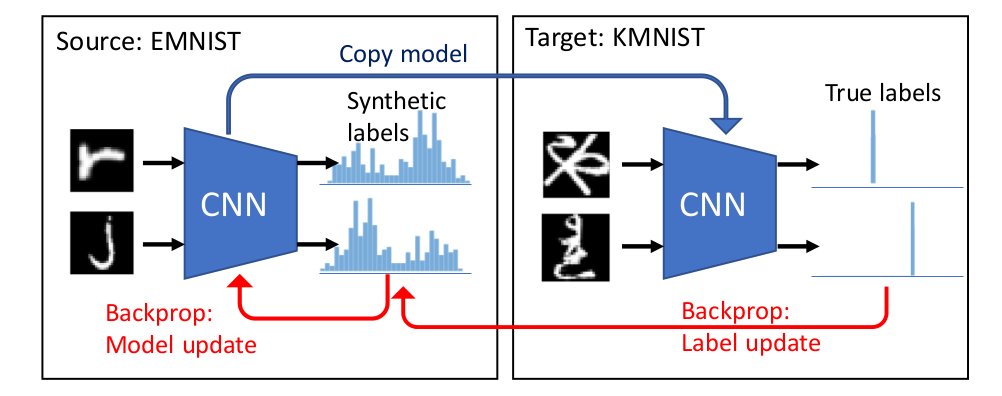 Source: EMNIST
Copy model
Synthetic
labels
CNN
r
J
Backprop:
Model update
Target: KMNIST
True labels
CNN
Backprop:
Label update